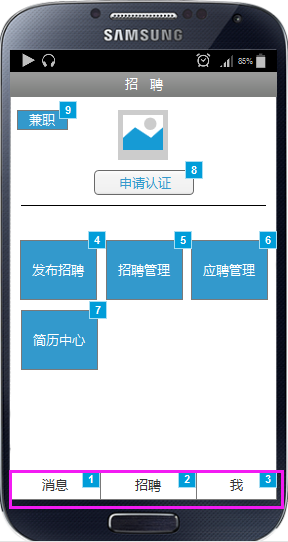 SAMSUNG
85%
招 聘
兼职 9
申请认证 8
发布招聘 4 招聘管理 5 应聘管理 6
简历中心 7
消息 1 招聘 2 我 3